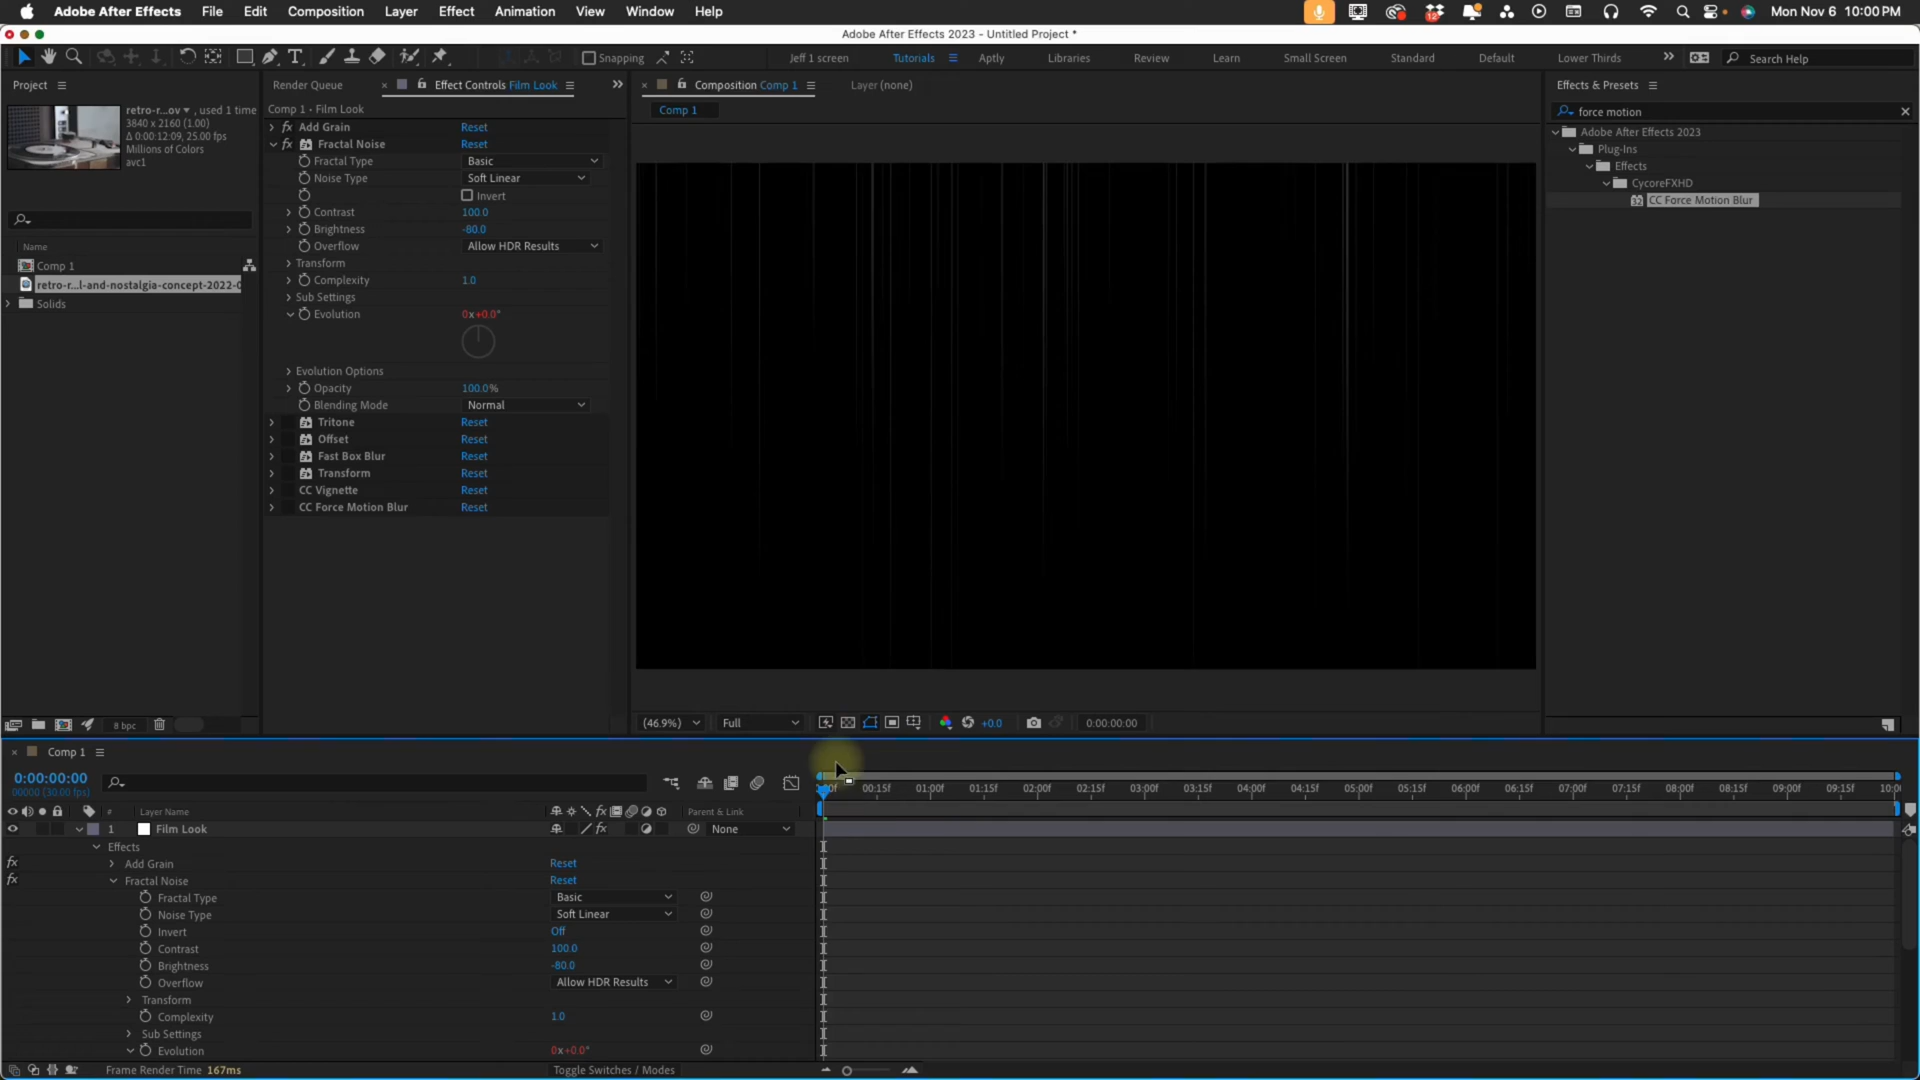 Adobe After Effects File Edit Composition Layer Effect Animation View Window Help 12 Mon Nov 6 10:00 PM
Adobe After Effects 2023 - Untitled Project *
Snapping Jeff 1 screen Tutorials Aptly Libraries Review Learn Small Screen Standard Default Lower Thirds Search Help
Project Render Queue Effect Controls Film Look Composition Comp 1 Layer (none) Effects & Presets
retro-r...ov, used 1 time
3840 x 2160 (1.00)
Δ 0:00:12:09, 25.00 fps
Millions of Colors
avc1
Name
Comp 1
retro-r...l-and-nostalgia-concept-2022-0
Solids
8 bpc
Comp 1 • Film Look
Add Grain Reset
Fractal Noise Reset
Fractal Type Basic
Noise Type Soft Linear
Invert
Contrast 100.0
Brightness -80.0
Overflow Allow HDR Results
Transform
Complexity 1.0
Sub Settings
Evolution 0x+0.0°
Evolution Options
Opacity 100.0%
Blending Mode Normal
Tritone Reset
Offset Reset
Fast Box Blur Reset
Transform Reset
CC Vignette Reset
CC Force Motion Blur Reset
Comp 1
(46.9%) Full +0.0 0:00:00:00
force motion
Adobe After Effects 2023
Plug-Ins
Effects
CycoreFXHD
CC Force Motion Blur
Comp 1
0:00:00:00
00000 (30.00 fps)
00:15f 01:00f 01:15f 02:00f 02:15f 03:00f 03:15f 04:00f 04:15f 05:00f 05:15f 06:00f 06:15f 07:00f 07:15f 08:00f 08:15f 09:00f 09:15f 10:0
# Layer Name Parent & Link
1 Film Look None
Effects
fx Add Grain Reset
fx Fractal Noise Reset
Fractal Type Basic
Noise Type Soft Linear
Invert Off
Contrast 100.0
Brightness -80.0
Overflow Allow HDR Results
Transform
Complexity 1.0
Sub Settings
Evolution 0x+0.0°
Frame Render Time 167ms Toggle Switches / Modes